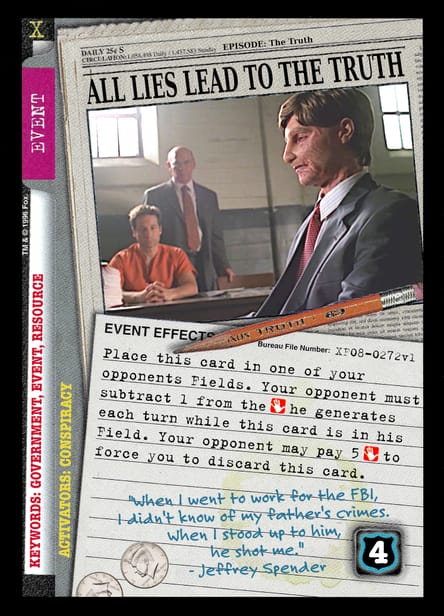 X
EVENT
TM & © 1996 Fox.
KEYWORDS: GOVERNMENT, EVENT, RESOURCE
ACTIVATORS: CONSPIRACY
DAILY 25¢ S
EPISODE: The Truth
ALL LIES LEAD TO THE TRUTH
EVENT EFFECTS
Bureau File Number: XF08-0272v1
Place this card in one of your
opponents Fields. Your opponent must
subtract 1 from the he generates
each turn while this card is in his
Field. Your opponent may pay 5 to
force you to discard this card.
"When I went to work for the FBI,
I didn't know of my father's crimes.
When I stood up to him,
he shot me."
- Jeffrey Spender
4